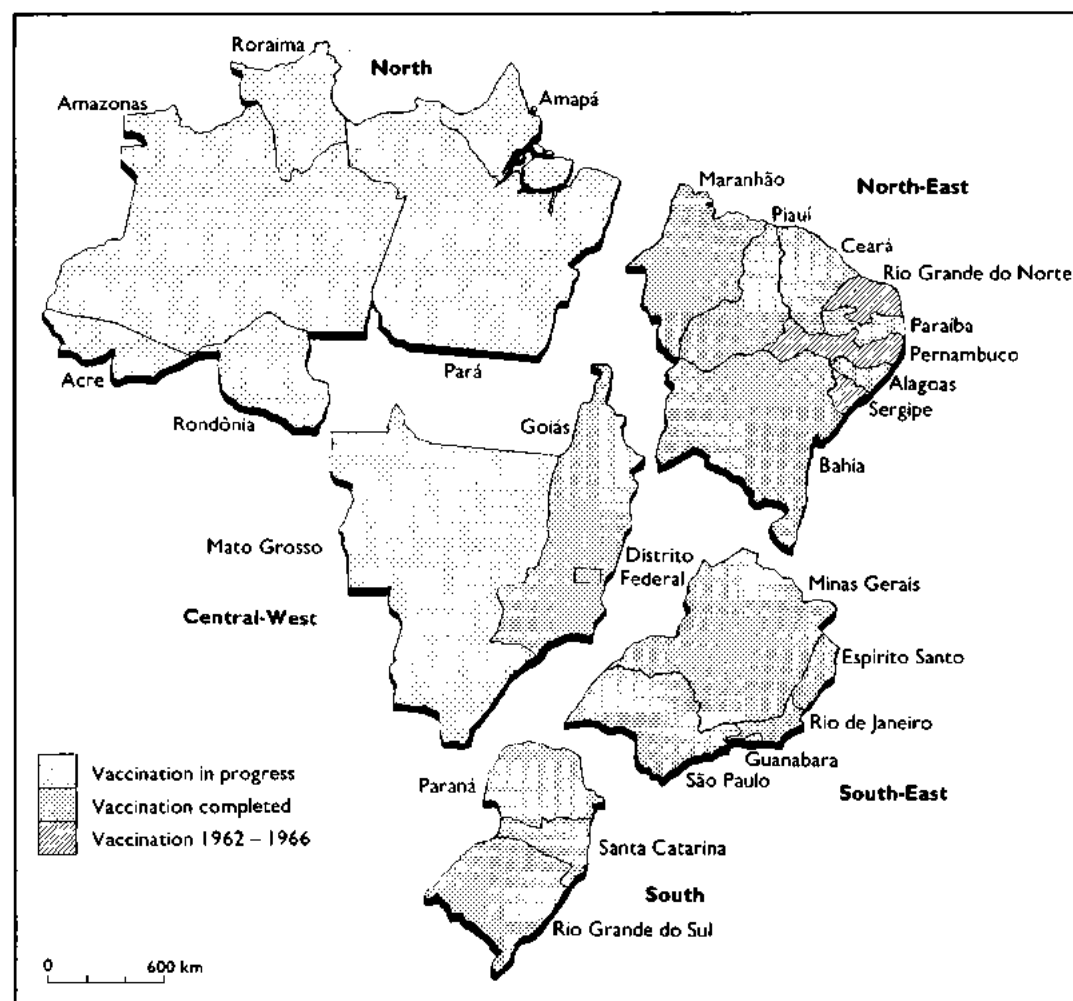 Roraima
North
Amazonas
Amapá
Maranhão
North-East
Piauí
Ceará
Rio Grande do Norte
Paraíba
Pernambuco
Alagoas
Sergipe
Bahia
Acre
Pará
Rondônia
Goiás
Mato Grosso
Distrito
Federal
Central-West
Minas Gerais
Espírito Santo
Rio de Janeiro
Guanabara
São Paulo
South-East
Vaccination in progress
Vaccination completed
Vaccination 1962 – 1966
Paraná
Santa Catarina
South
Rio Grande do Sul
0 600 km